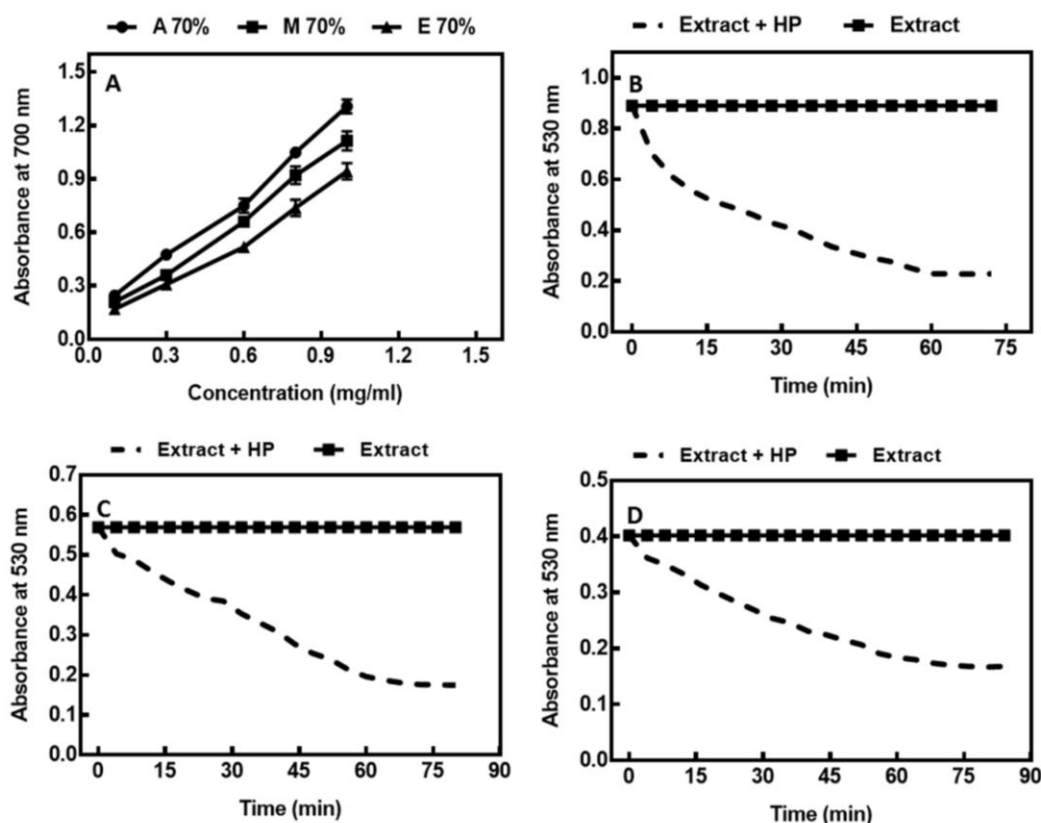 A 70% M 70% E 70%
A
1.5
1.2
0.9
0.6
0.3
0.0
0.0 0.3 0.6 0.9 1.2 1.5
Absorbance at 700 nm
Concentration (mg/ml)
Extract + HP Extract
B
1.0
0.8
0.6
0.4
0.2
0.0
0 15 30 45 60 75
Absorbance at 530 nm
Time (min)
Extract + HP Extract
C
0.7
0.6
0.5
0.4
0.3
0.2
0.1
0.0
0 15 30 45 60 75 90
Absorbance at 530 nm
Time (min)
Extract + HP Extract
D
0.5
0.4
0.3
0.2
0.1
0.0
0 15 30 45 60 75 90
Absorbance at 530 nm
Time (min)